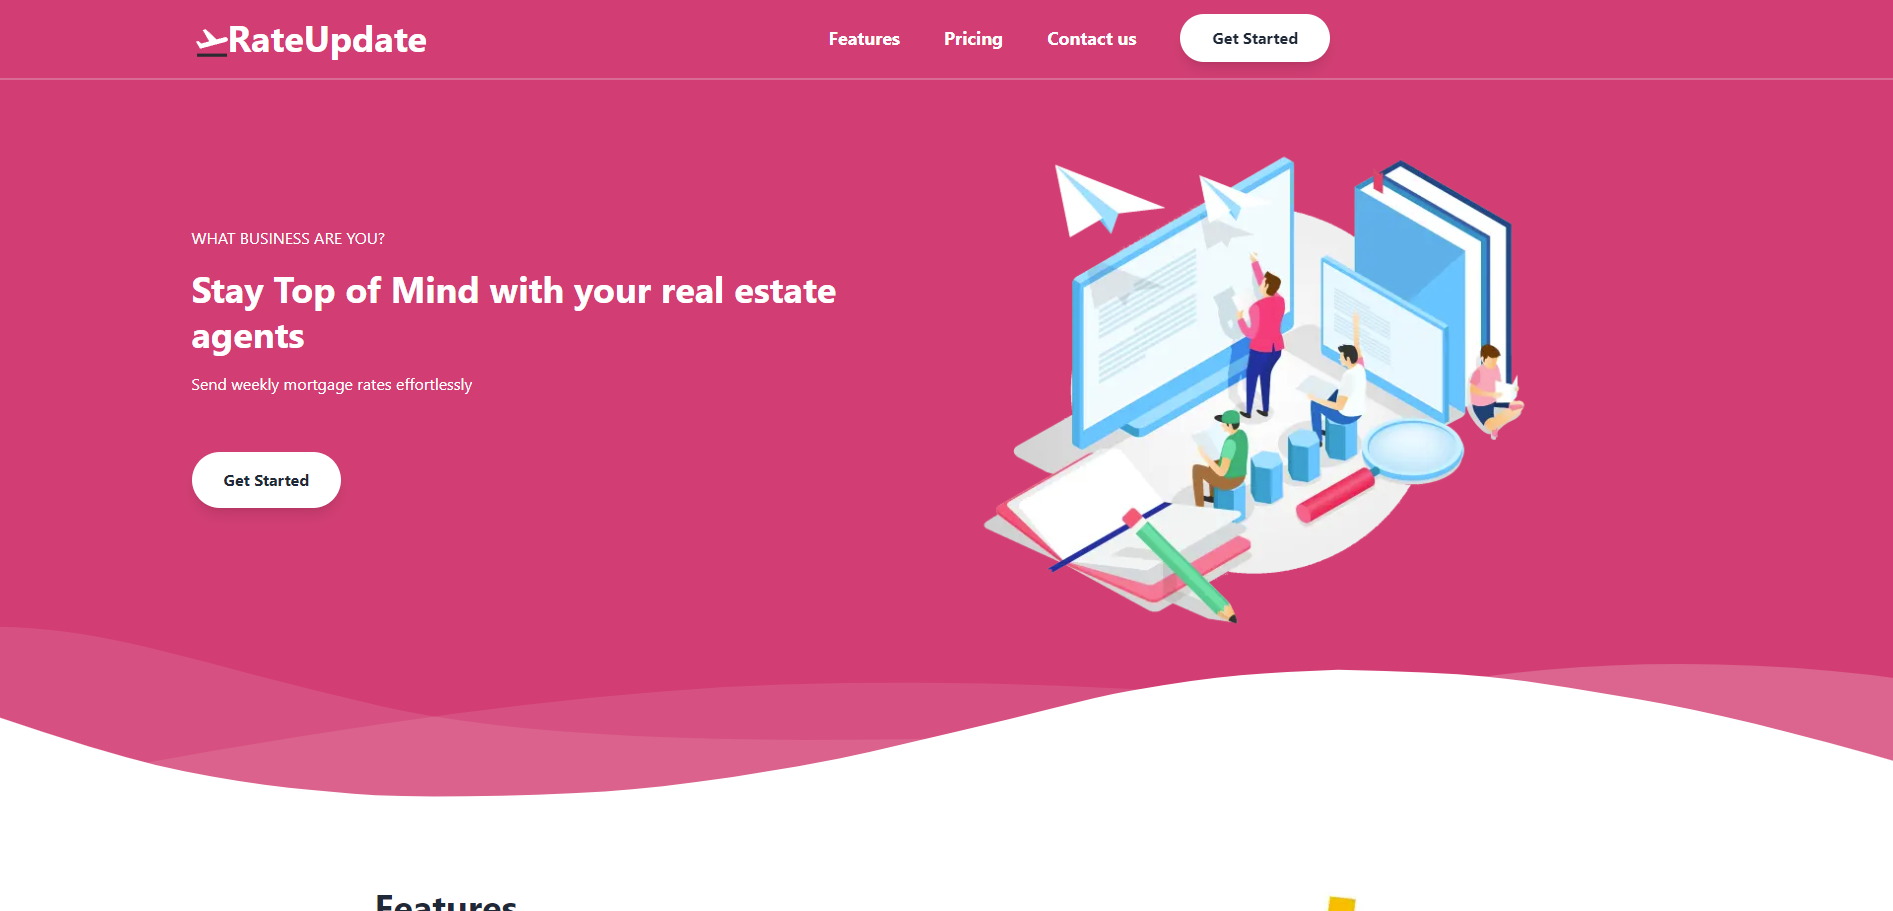 RateUpdate
Features
Pricing
Contact us
Get Started
WHAT BUSINESS ARE YOU?
Stay Top of Mind with your real estate
agents
Send weekly mortgage rates effortlessly
Get Started
Features